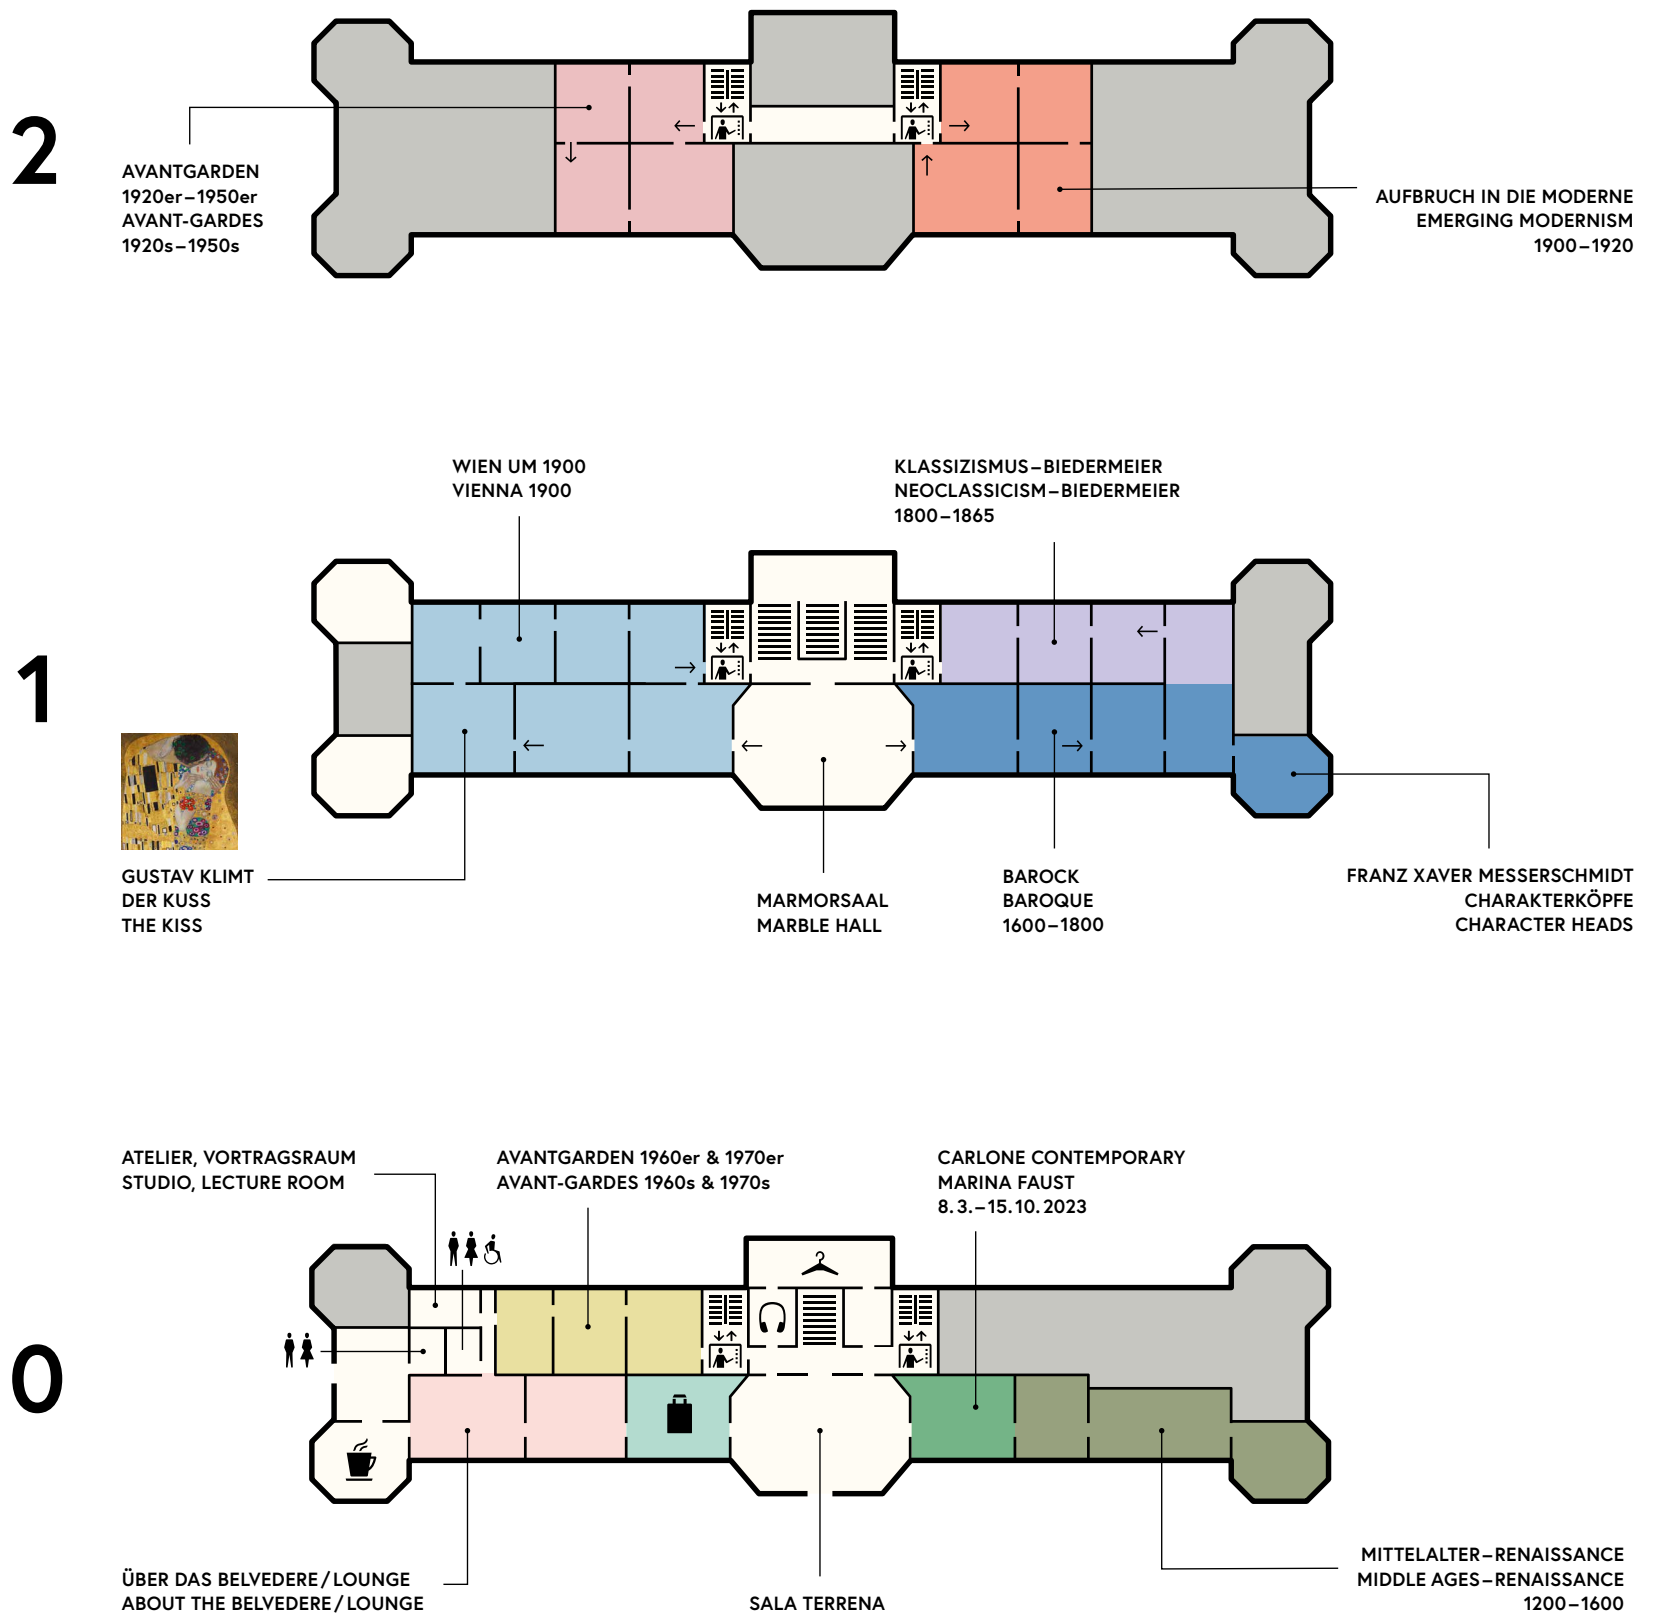 2
AVANTGARDEN
1920er–1950er
AVANT-GARDES
1920s–1950s
AUFBRUCH IN DIE MODERNE
EMERGING MODERNISM
1900–1920
WIEN UM 1900
VIENNA 1900
KLASSIZISMUS–BIEDERMEIER
NEOCLASSICISM–BIEDERMEIER
1800–1865
1
GUSTAV KLIMT
DER KUSS
THE KISS
MARMORSAAL
MARBLE HALL
BAROCK
BAROQUE
1600–1800
FRANZ XAVER MESSERSCHMIDT
CHARAKTERKÖPFE
CHARACTER HEADS
ATELIER, VORTRAGSRAUM
STUDIO, LECTURE ROOM
AVANTGARDEN 1960er & 1970er
AVANT-GARDES 1960s & 1970s
CARLONE CONTEMPORARY
MARINA FAUST
8.3.–15.10.2023
0
ÜBER DAS BELVEDERE/LOUNGE
ABOUT THE BELVEDERE/LOUNGE
SALA TERRENA
MITTELALTER–RENAISSANCE
MIDDLE AGES–RENAISSANCE
1200–1600